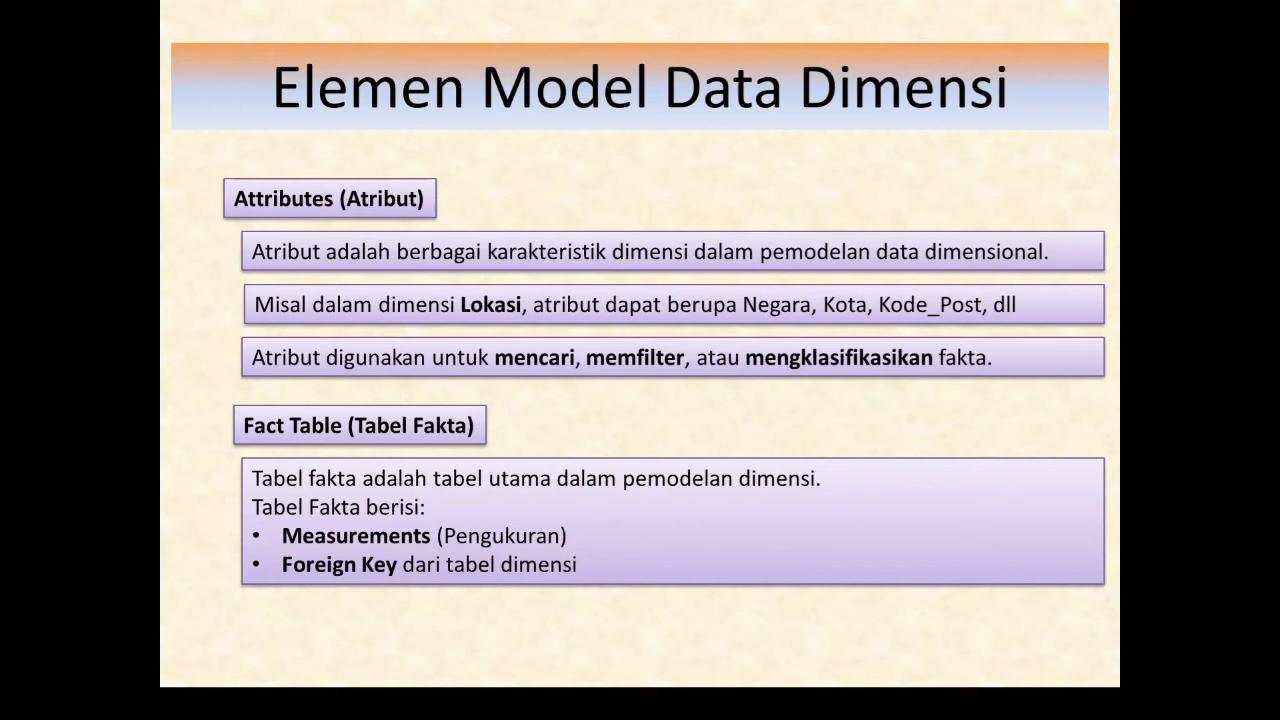 Elemen Model Data Dimensi
Attributes (Atribut)
Atribut adalah berbagai karakteristik dimensi dalam pemodelan data dimensional.
Misal dalam dimensi Lokasi, atribut dapat berupa Negara, Kota, Kode_Post, dll
Atribut digunakan untuk mencari, memfilter, atau mengklasifikasikan fakta.
Fact Table (Tabel Fakta)
Tabel fakta adalah tabel utama dalam pemodelan dimensi.
Tabel Fakta berisi:
• Measurements (Pengukuran)
• Foreign Key dari tabel dimensi